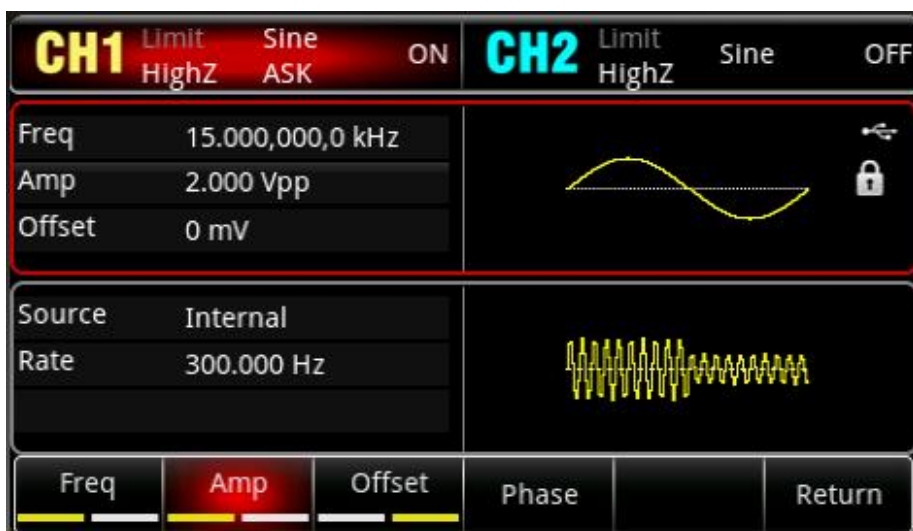 CH1 Limit Sine ON CH2 Limit Sine OFF
HighZ ASK HighZ
Freq 15.000,000,0 kHz
Amp 2.000 Vpp
Offset 0 mV
Source Internal
Rate 300.000 Hz
Freq Amp Offset Phase Return